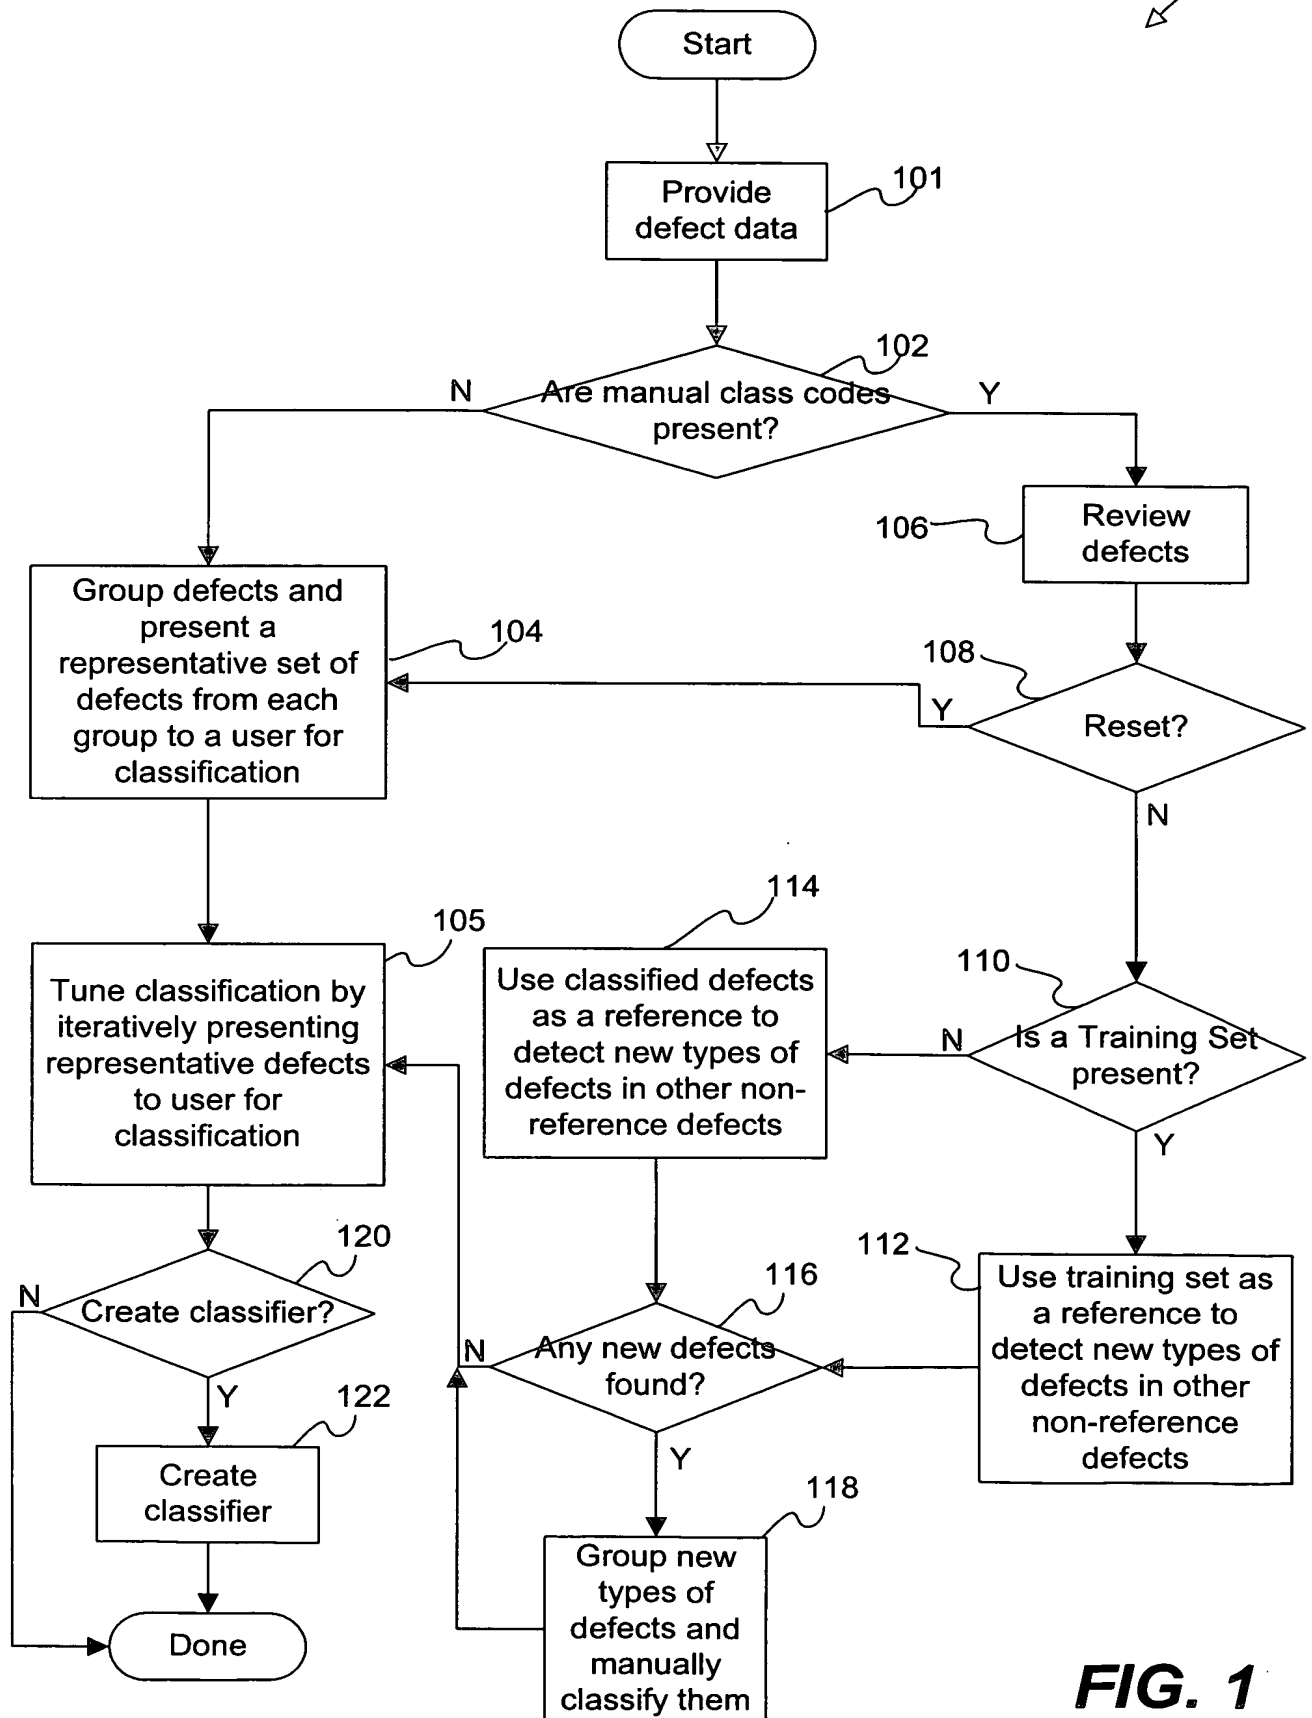 Start
Provide
defect data
101
102
Are manual class codes
present?
N
Y
Review
defects
106
Group defects and
present a
representative set of
defects from each
group to a user for
classification
104
108
Reset?
Y
N
114
105
Tune classification by
iteratively presenting
representative defects
to user for
classification
Use classified defects
as a reference to
detect new types of
defects in other non-
reference defects
110
Is a Training Set
present?
N
Y
120
Create classifier?
N
Y
116
Any new defects
found?
N
Y
112
Use training set as
a reference to
detect new types of
defects in other
non-reference
defects
122
Create
classifier
118
Group new
types of
defects and
manually
classify them
Done
FIG. 1